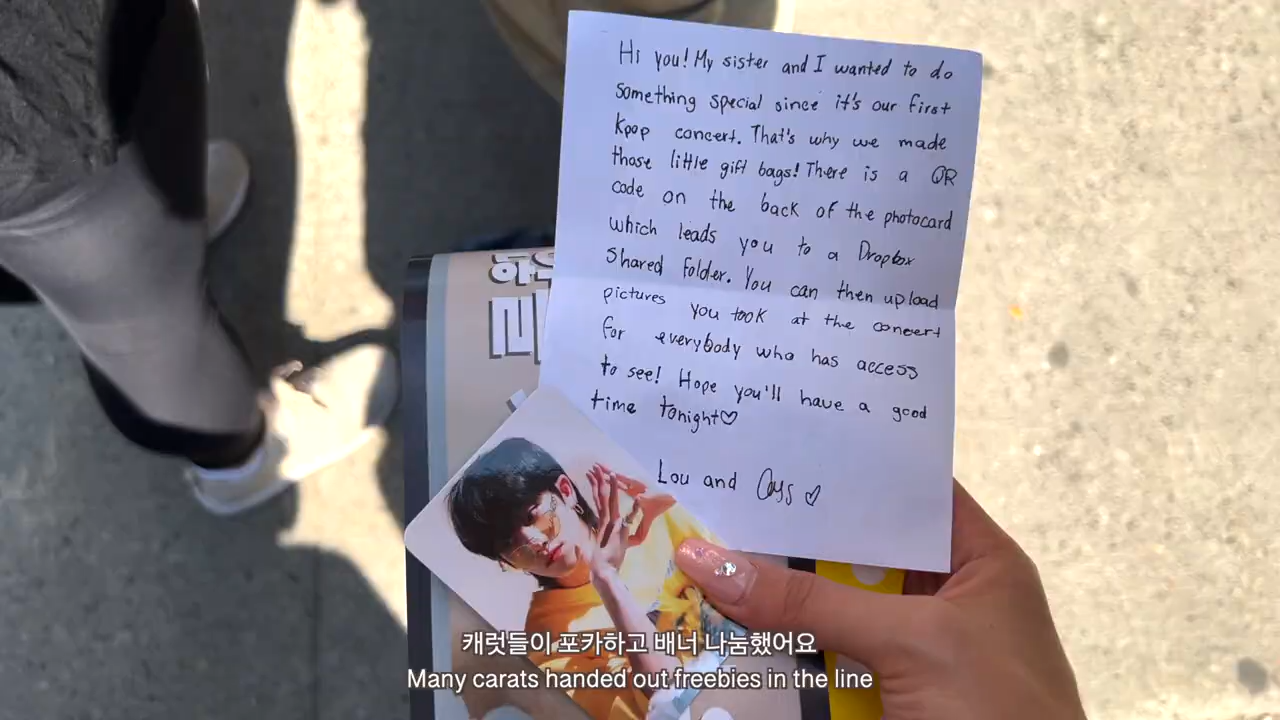 Hi you! My sister and I wanted to do
something special since it's our first
Kpop concert. That's why we made
those little gift bags! There is a QR
code on the back of the photocard
which leads you to a Dropbox
shared folder. You can then upload
pictures you took at the concert
for everybody who has access
to see! Hope you'll have a good
time tonight♡
Lou and
캐럿들이 포카하고 배너 나눔했어요
Many carats handed out freebies in the line